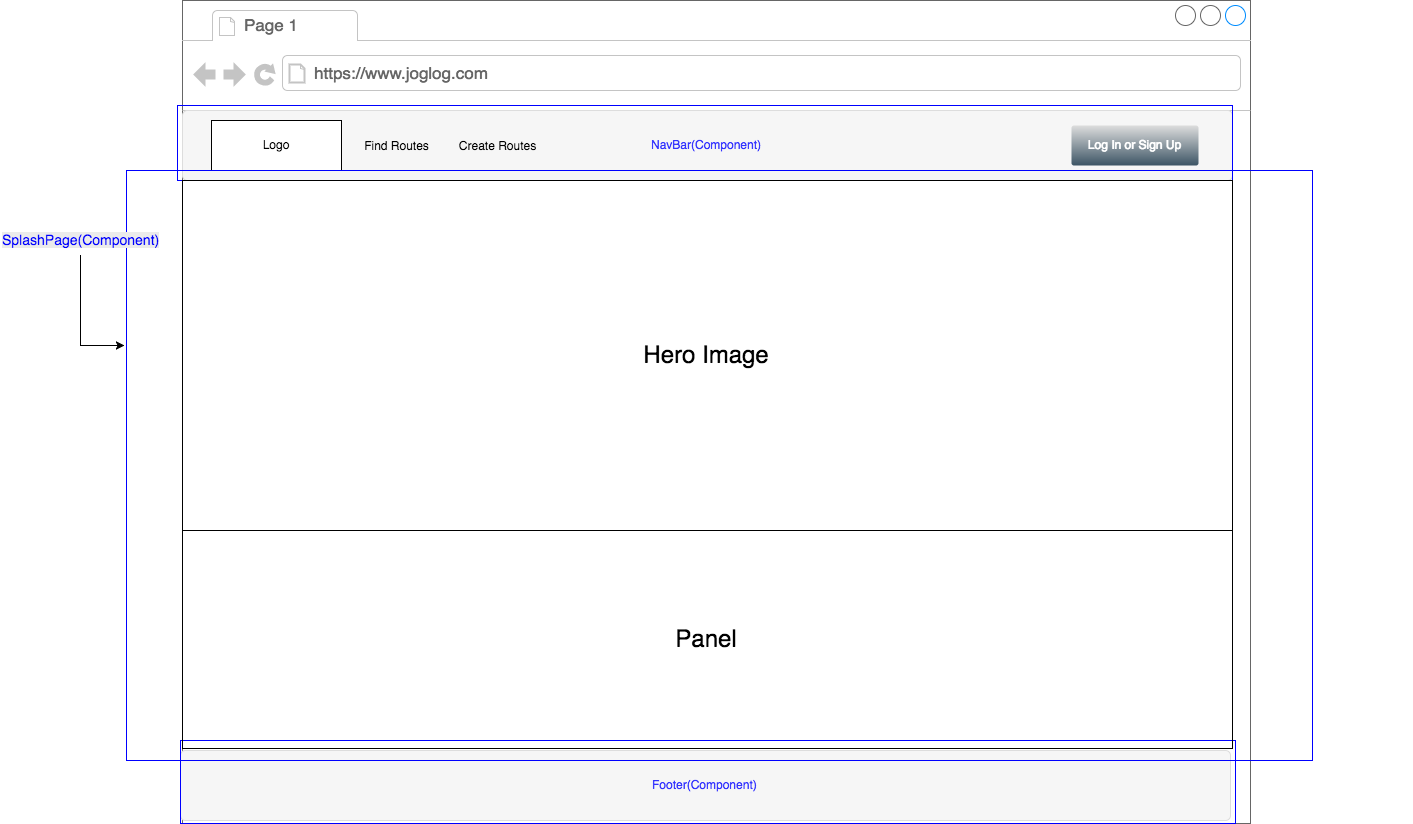 Page 1
https://www.joglog.com
Logo
Find Routes
Create Routes
NavBar(Component)
Log In or Sign Up
SplashPage(Component)
Hero Image
Panel
Footer(Component)